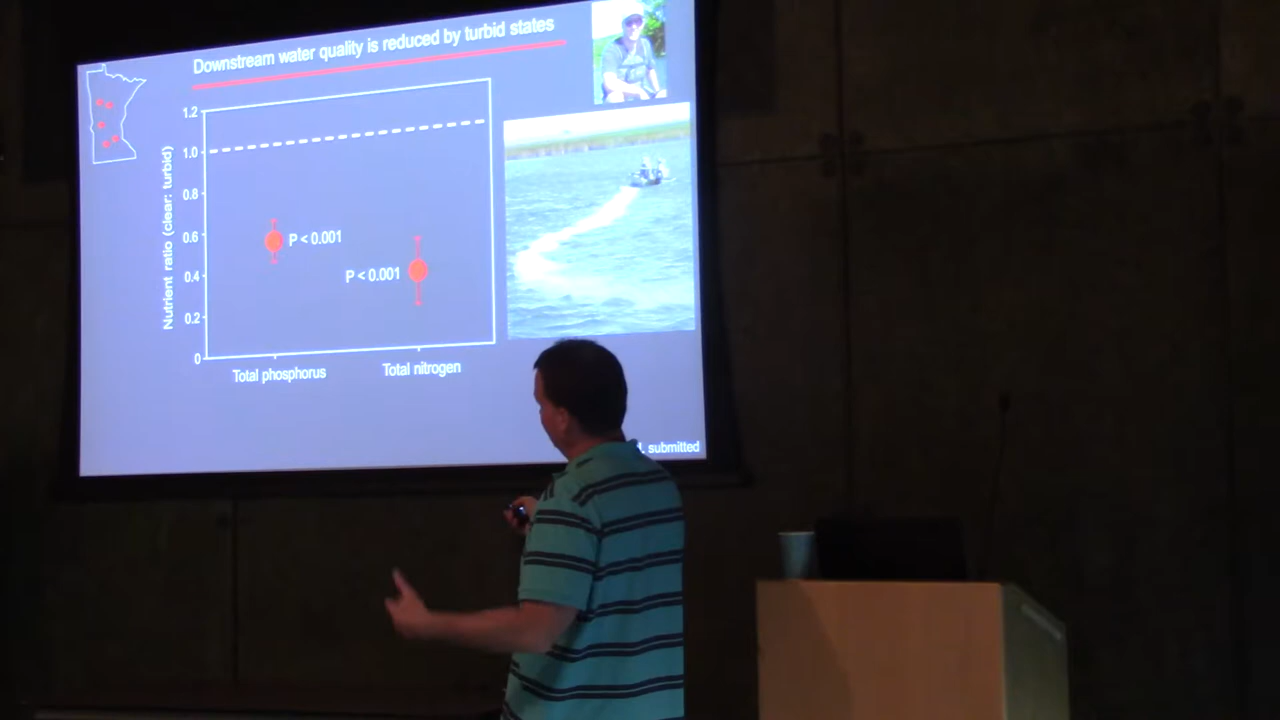 Downstream water quality is reduced by turbid states
Nutrient ratio (clear: turbid)
1.2
1.0
0.8
0.6
0.4
0.2
0
P < 0.001
P < 0.001
Total phosphorus
Total nitrogen
submitted